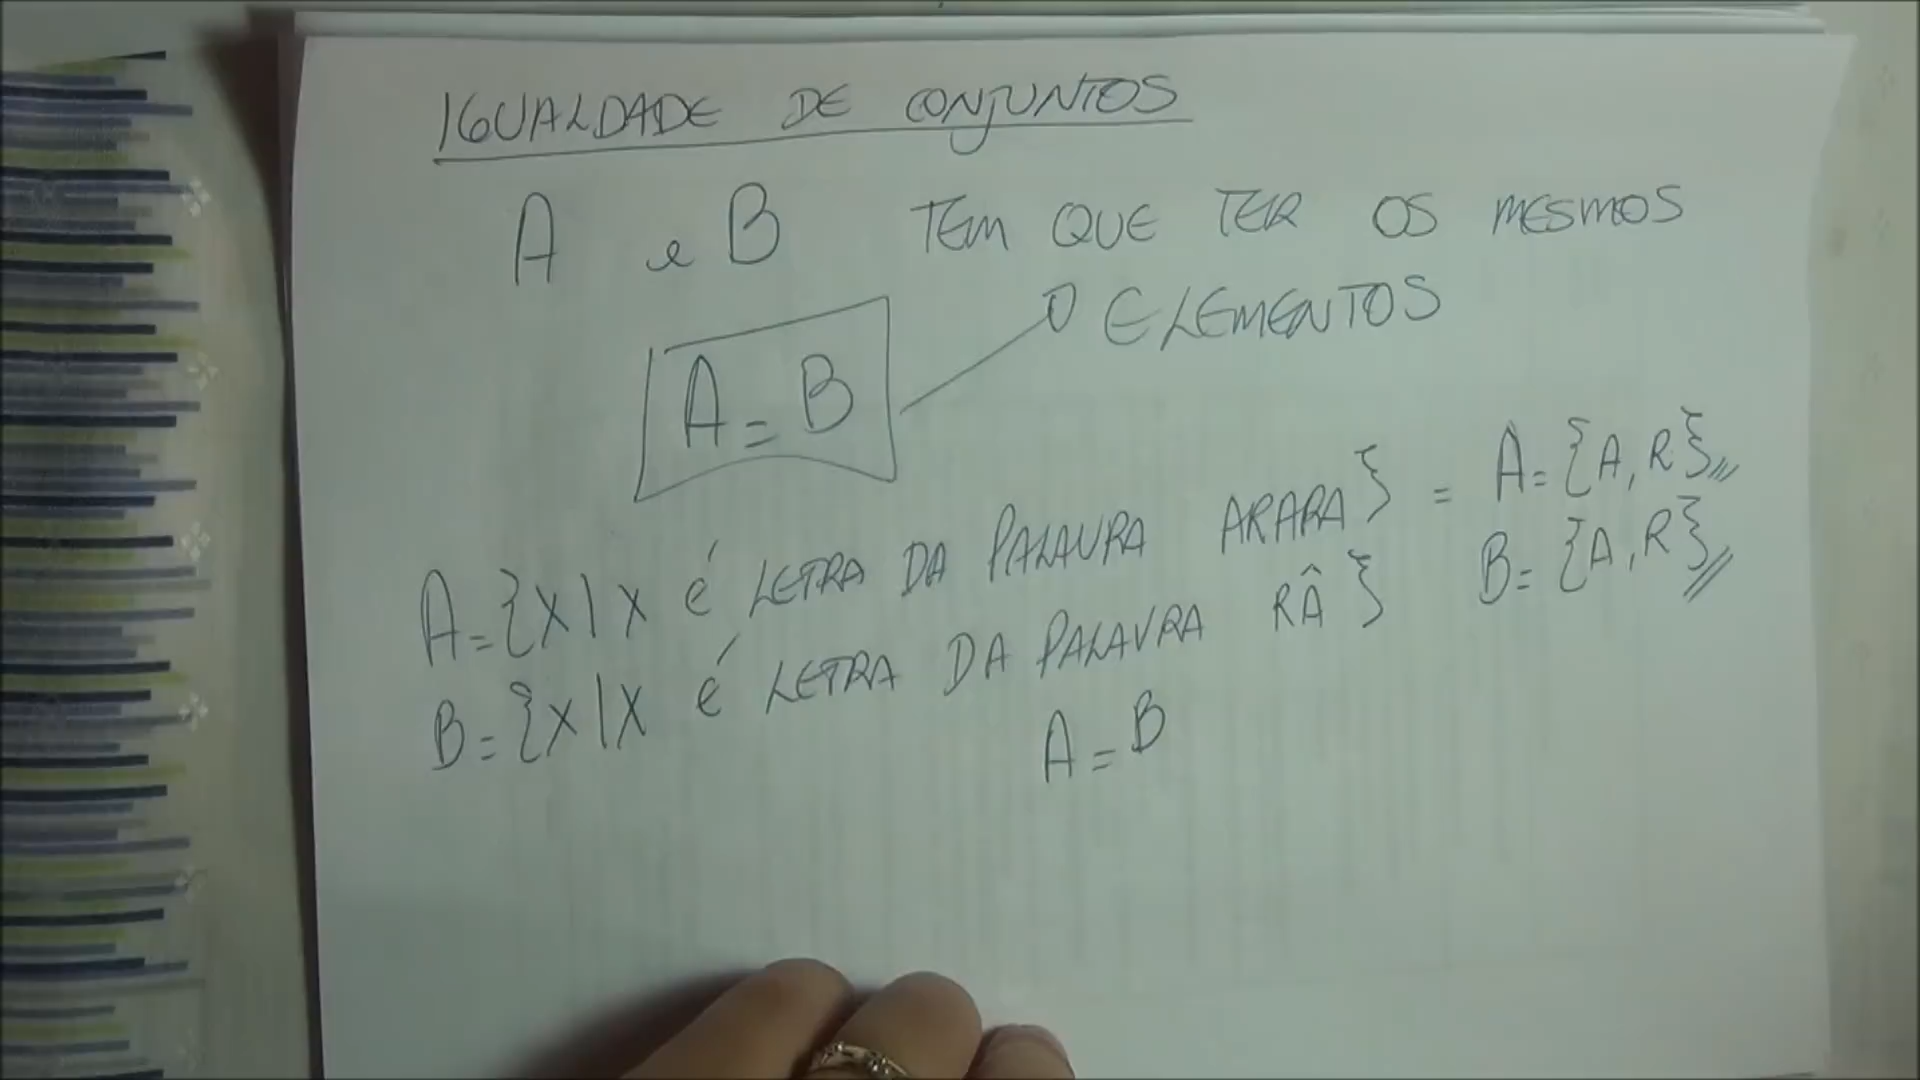 IGUALDADE DE CONJUNTOS
A e B TEM QUE TER OS MESMOS
ELEMENTOS
A = B
A = {X | X É LETRA DA PALAVRA ARARA} = A = {A, R}
B = {X | X É LETRA DA PALAVRA RÂ} B = {A, R}
A = B